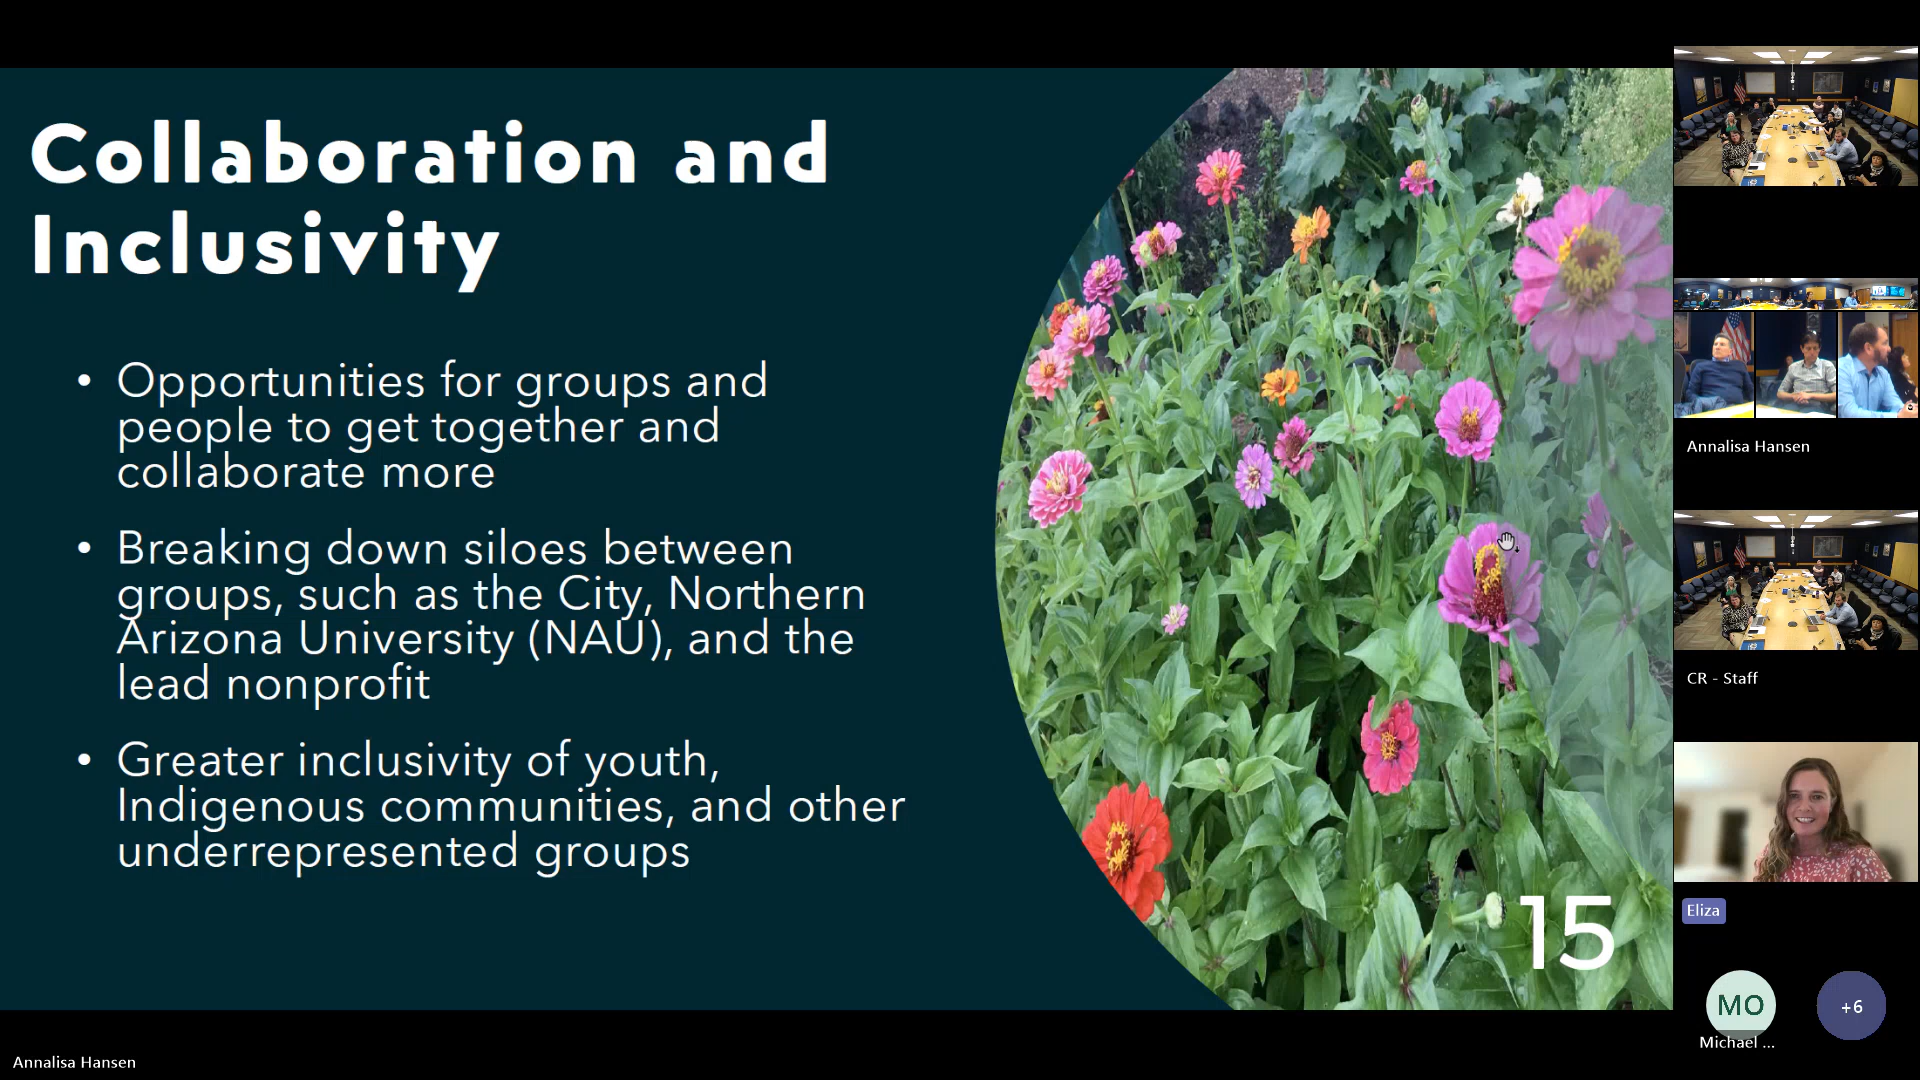 Collaboration and
Inclusivity
• Opportunities for groups and
people to get together and
collaborate more
• Breaking down siloes between
groups, such as the City, Northern
Arizona University (NAU), and the
lead nonprofit
• Greater inclusivity of youth,
Indigenous communities, and other
underrepresented groups
15
Annalisa Hansen
CR - Staff
Eliza
MO
Michael ...
+6
Annalisa Hansen